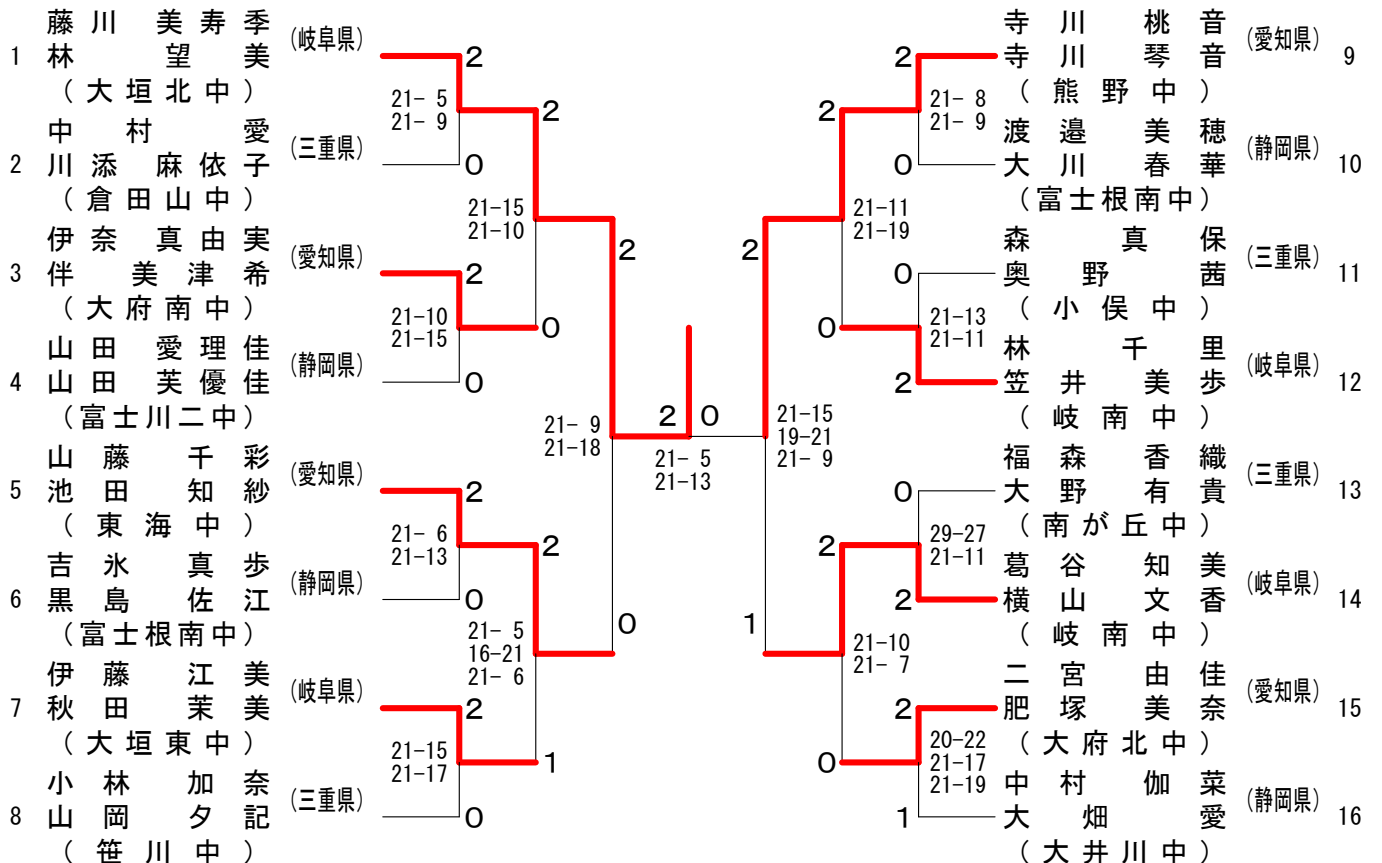 藤川美寿季
1 林望美 (岐阜県)
(大垣北中)
中村愛
2 川添麻依子 (三重県)
(倉田山中)
伊奈真由実
3 伴美津希 (愛知県)
(大府南中)
山田愛理佳
4 山田芙優佳 (静岡県)
(富士川二中)
山藤千彩
5 池田知紗 (愛知県)
(東海中)
吉氷真歩
6 黒島佐江 (静岡県)
(富士根南中)
伊藤江美
7 秋田茉美 (岐阜県)
(大垣東中)
小林加奈
8 山岡夕記 (三重県)
(笹川中)
2
21- 5
21- 9
0
2
21-10
21-15
0
2
21- 6
21-13
0
2
21-15
21-17
0
2
21-15
21-10
0
2
21- 5
16-21
21- 6
1
2
21- 9
21-18
0
2 0
21- 5
21-13
2
21-15
19-21
21- 9
1
2
21-11
21-19
0
2
21-10
21- 7
0
2
21- 8
21- 9
0
0
21-13
21-11
2
0
29-27
21-11
2
2
20-22
21-17
21-19
1
寺川桃音
寺川琴音 (愛知県) 9
(熊野中)
渡邉美穂
大川春華 (静岡県) 10
(富士根南中)
森真保
奥野茜 (三重県) 11
(小俣中)
林千里
笠井美歩 (岐阜県) 12
(岐南中)
福森香織
大野有貴 (三重県) 13
(南が丘中)
葛谷知美
横山文香 (岐阜県) 14
(岐南中)
二宮由佳
肥塚美奈 (愛知県) 15
(大府北中)
中村伽菜
大畑愛 (静岡県) 16
(大井川中)